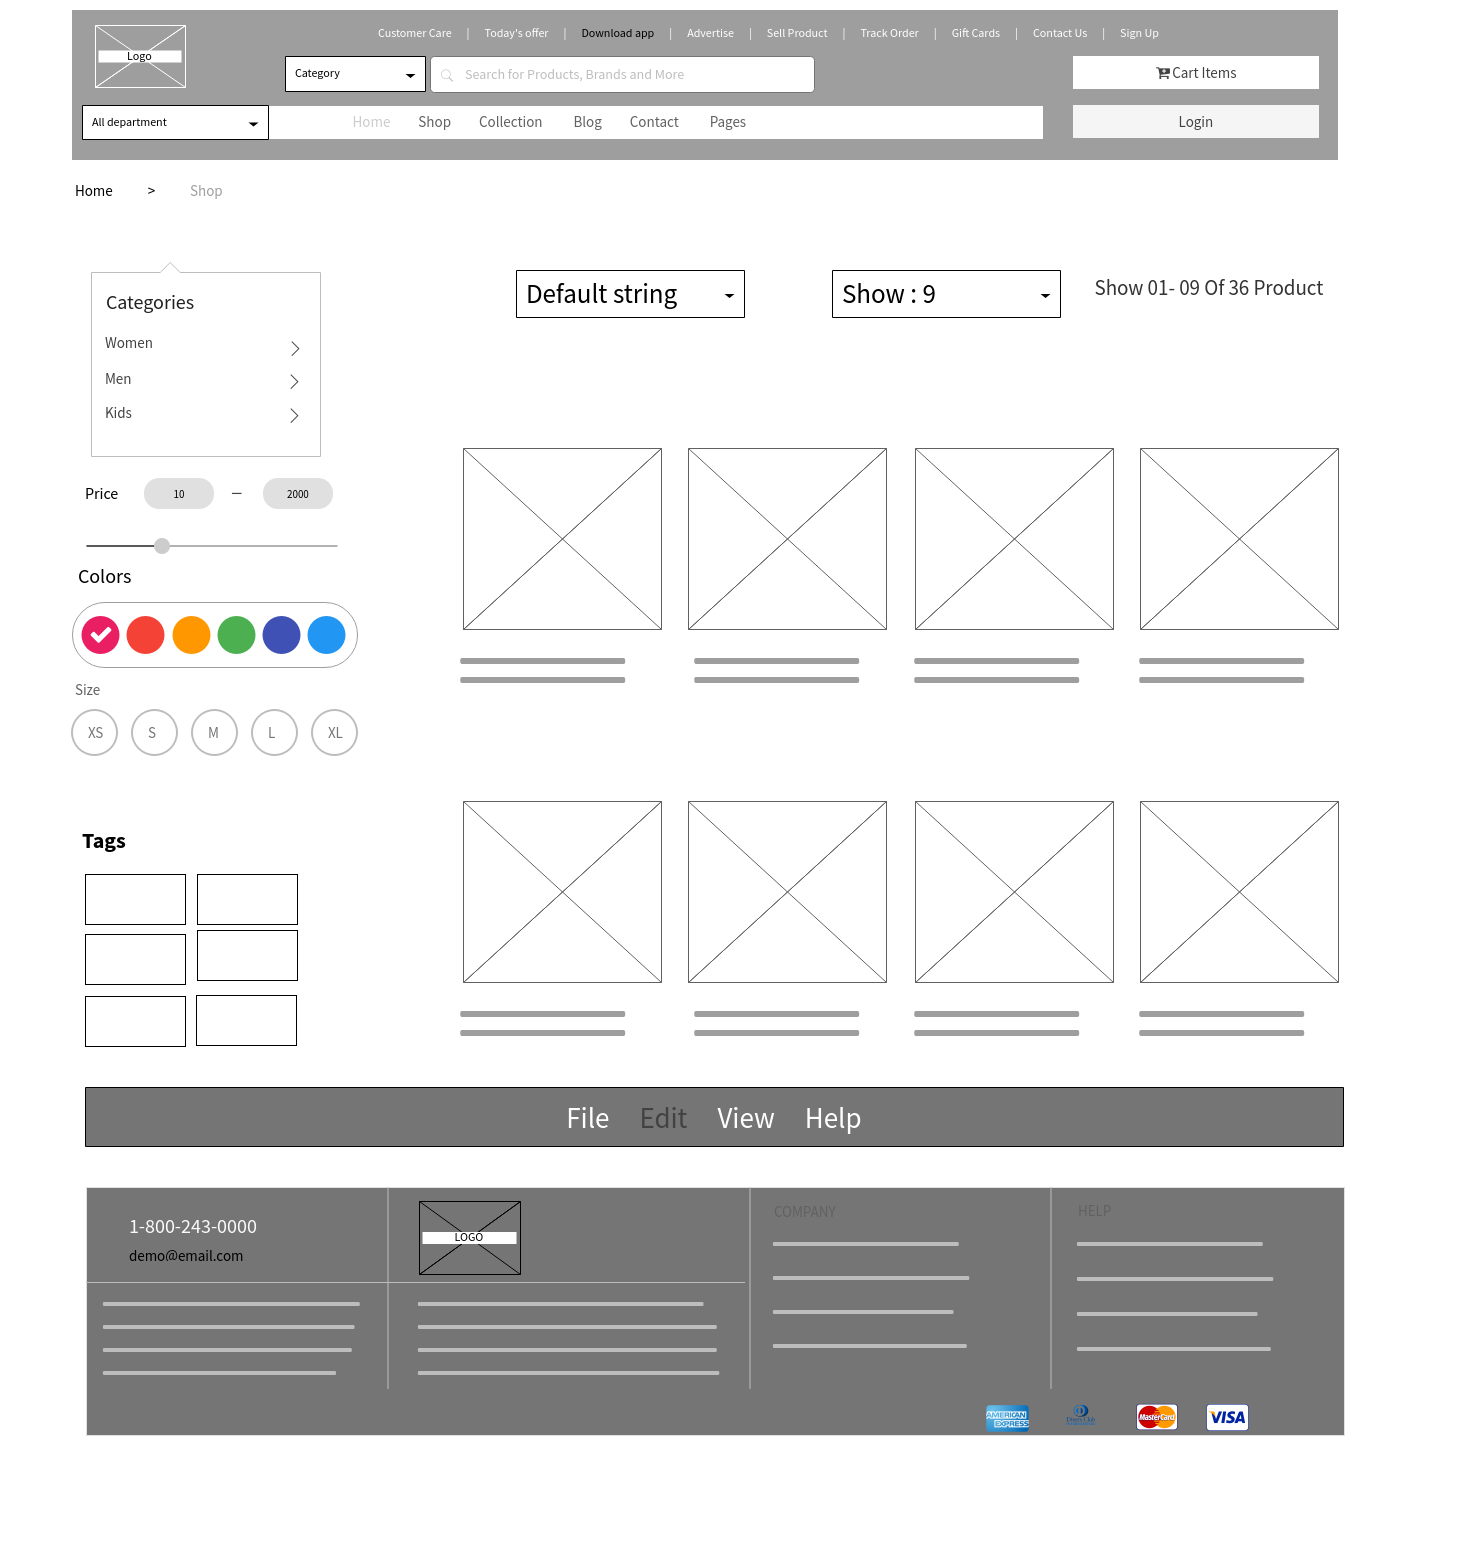 Customer Care | Today's offer | Download app | Advertise | Sell Product | Track Order | Gift Cards | Contact Us | Sign Up
Logo
Category
Search for Products, Brands and More
Cart Items
All department
Home Shop Collection Blog Contact Pages
Login
Home > Shop
Default string
Show : 9
Show 01- 09 Of 36 Product
Categories
Women
Men
Kids
Price 10 – 2000
Colors
Size
XS S M L XL
Tags
File Edit View Help
1-800-243-0000
demo@email.com
LOGO
COMPANY
HELP
AMERICAN EXPRESS
Diners Club
MasterCard
VISA